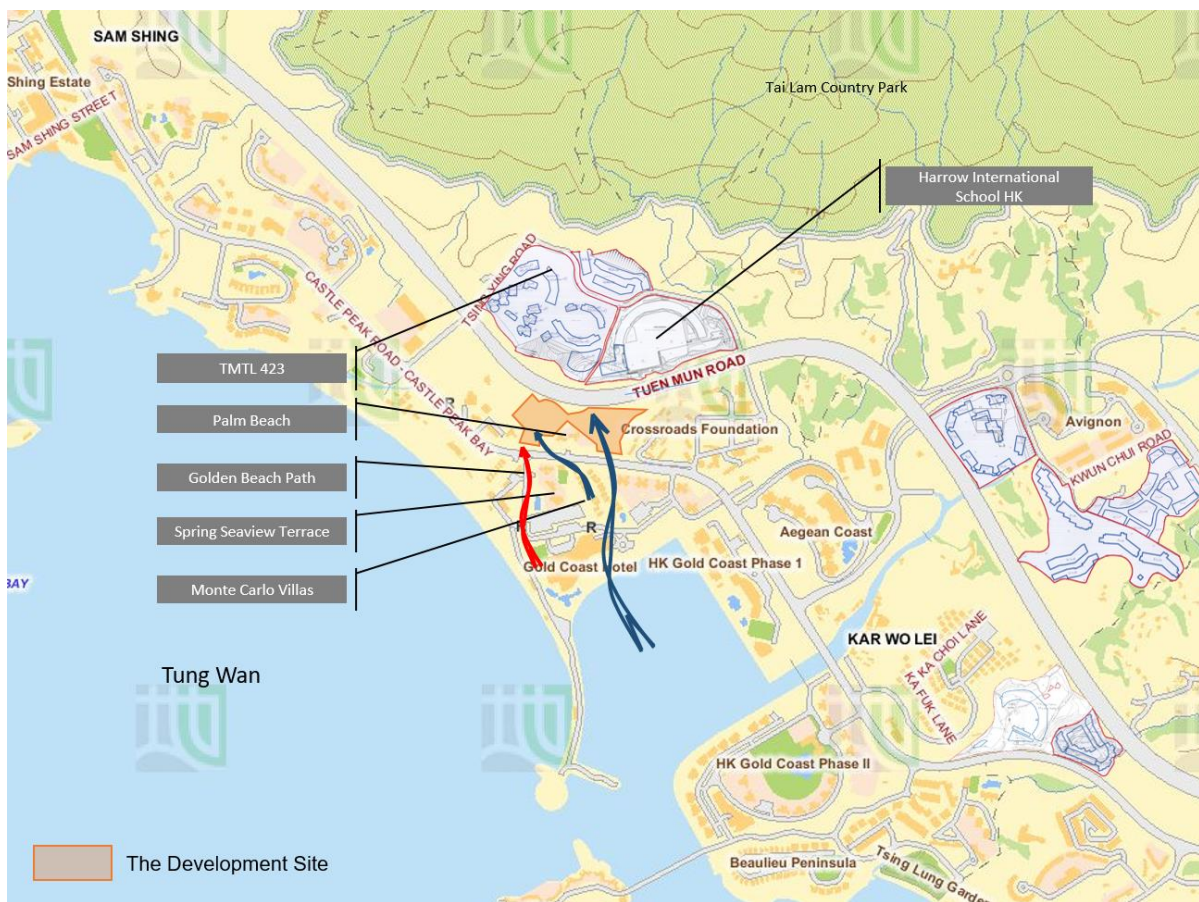 SAM SHING
Shing Estate
SAM SHING STREET
Tai Lam Country Park
Harrow International
School HK
TSING YING ROAD
CASTLE PEAK ROAD - CASTLE PEAK BAY
TMTL 423
TUEN MUN ROAD
Palm Beach
R
Crossroads Foundation
Avignon
KWUN CHUI ROAD
Golden Beach Path
Spring Seaview Terrace
R
Aegean Coast
Gold Coast Hotel
HK Gold Coast Phase 1
BAY
Monte Carlo Villas
KAR WO LEI
KA CHOI LANE
KA FUK LANE
Tung Wan
HK Gold Coast Phase II
The Development Site
Beaulieu Peninsula
Tsing Lung Garden